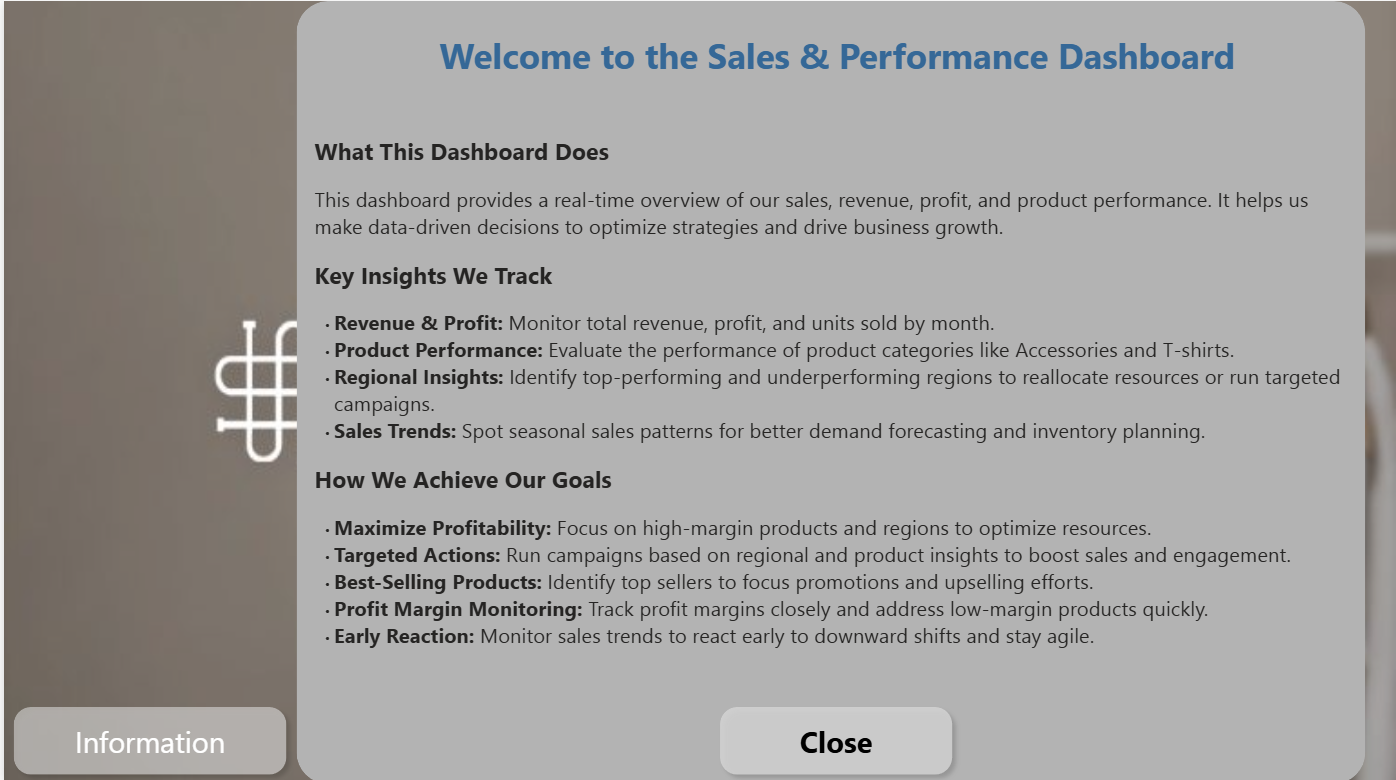 Welcome to the Sales & Performance Dashboard
What This Dashboard Does
This dashboard provides a real-time overview of our sales, revenue, profit, and product performance. It helps us
make data-driven decisions to optimize strategies and drive business growth.
Key Insights We Track
· Revenue & Profit: Monitor total revenue, profit, and units sold by month.
· Product Performance: Evaluate the performance of product categories like Accessories and T-shirts.
· Regional Insights: Identify top-performing and underperforming regions to reallocate resources or run targeted
campaigns.
· Sales Trends: Spot seasonal sales patterns for better demand forecasting and inventory planning.
How We Achieve Our Goals
· Maximize Profitability: Focus on high-margin products and regions to optimize resources.
· Targeted Actions: Run campaigns based on regional and product insights to boost sales and engagement.
· Best-Selling Products: Identify top sellers to focus promotions and upselling efforts.
· Profit Margin Monitoring: Track profit margins closely and address low-margin products quickly.
· Early Reaction: Monitor sales trends to react early to downward shifts and stay agile.
Information
Close